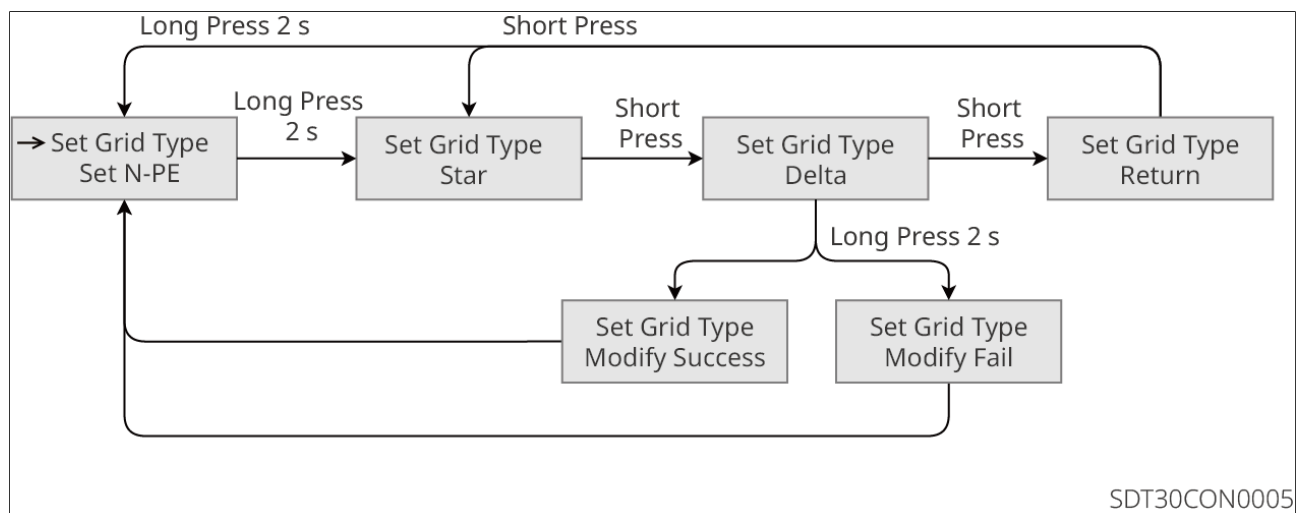 Long Press 2 s
Short Press
Long Press
2 s
Short
Press
Short
Press
Set Grid Type
Set N-PE
Set Grid Type
Star
Set Grid Type
Delta
Set Grid Type
Return
Long Press 2 s
Set Grid Type
Modify Success
Set Grid Type
Modify Fail
SDT30CON0005